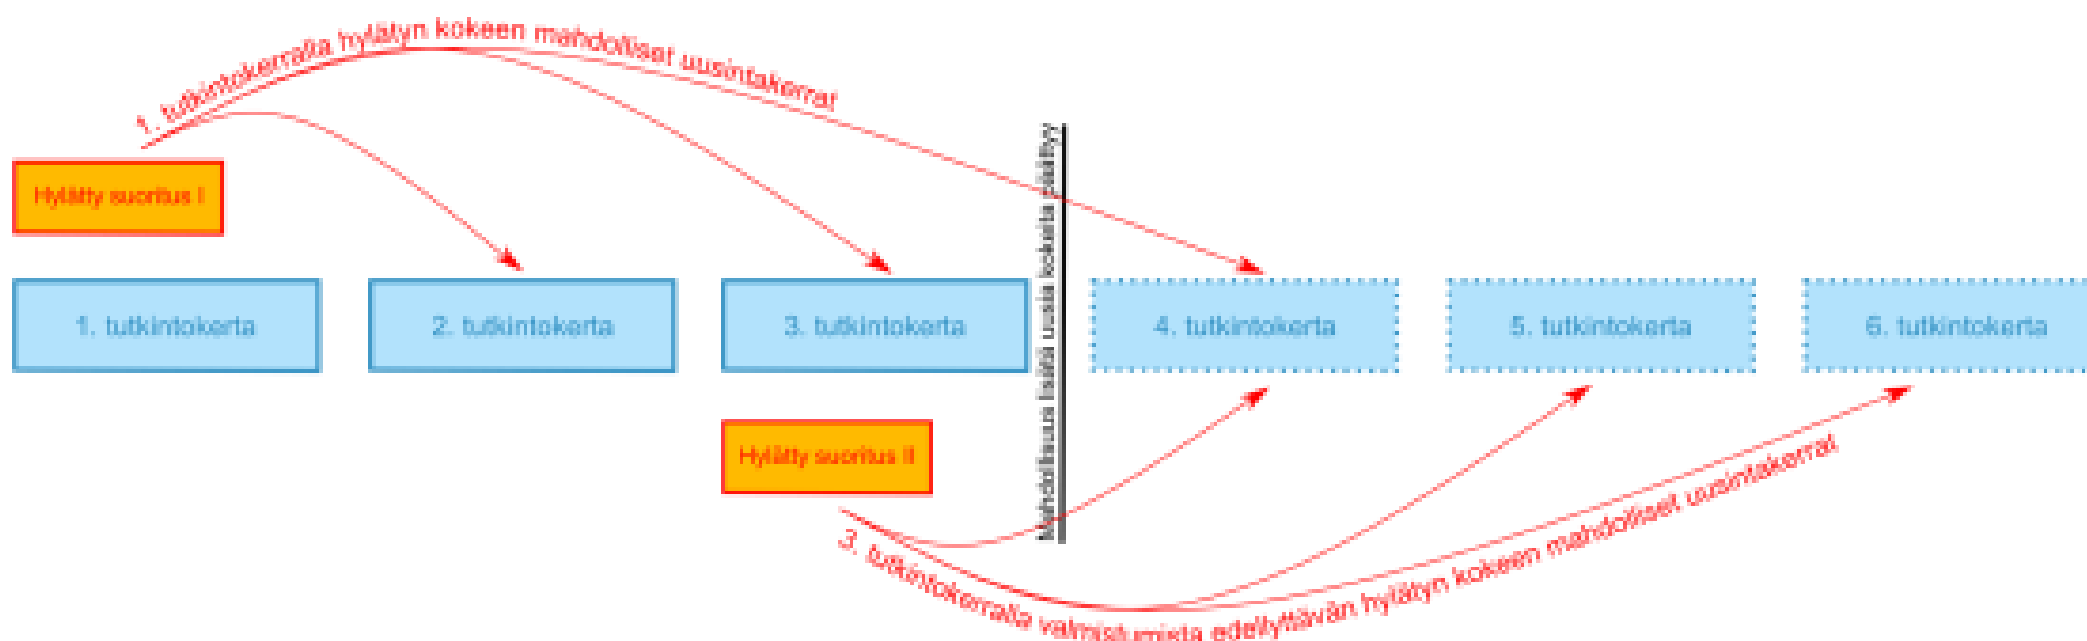 1. tutkintokerralla hylätyn kokeen mahdolliset uusintakerrat
Hylätty suoritus I
Mahdollisuus lisätä uusia kokeita päättyy
1. tutkintokerta
2. tutkintokerta
3. tutkintokerta
4. tutkintokerta
5. tutkintokerta
6. tutkintokerta
Hylätty suoritus II
3. tutkintokerralla valmistumista edellyttävän hylätyn kokeen mahdolliset uusintakerrat